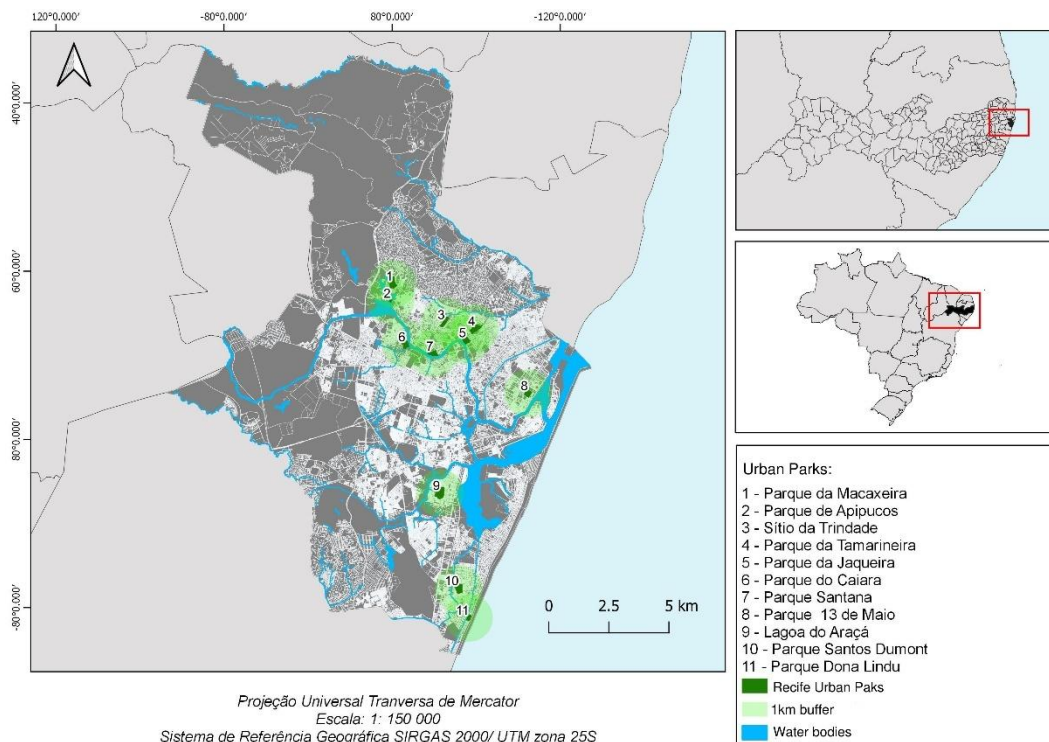 120°0.000'
-80°0.000'
80°0.000'
-120°0.000'
40°0.000'
60°0.000'
80°0.000'
-80°0.000'
1
2
3
4
5
6
7
8
9
10
11
0 2.5 5 km
Projeção Universal Tranversa de Mercator
Escala: 1: 150 000
Sistema de Referência Geográfica SIRGAS 2000/ UTM zona 25S
Urban Parks:
1 - Parque da Macaxeira
2 - Parque de Apipucos
3 - Sítio da Trindade
4 - Parque da Tamarineira
5 - Parque da Jaqueira
6 - Parque do Caiara
7 - Parque Santana
8 - Parque 13 de Maio
9 - Lagoa do Araçá
10 - Parque Santos Dumont
11 - Parque Dona Lindu
Recife Urban Paks
1km buffer
Water bodies